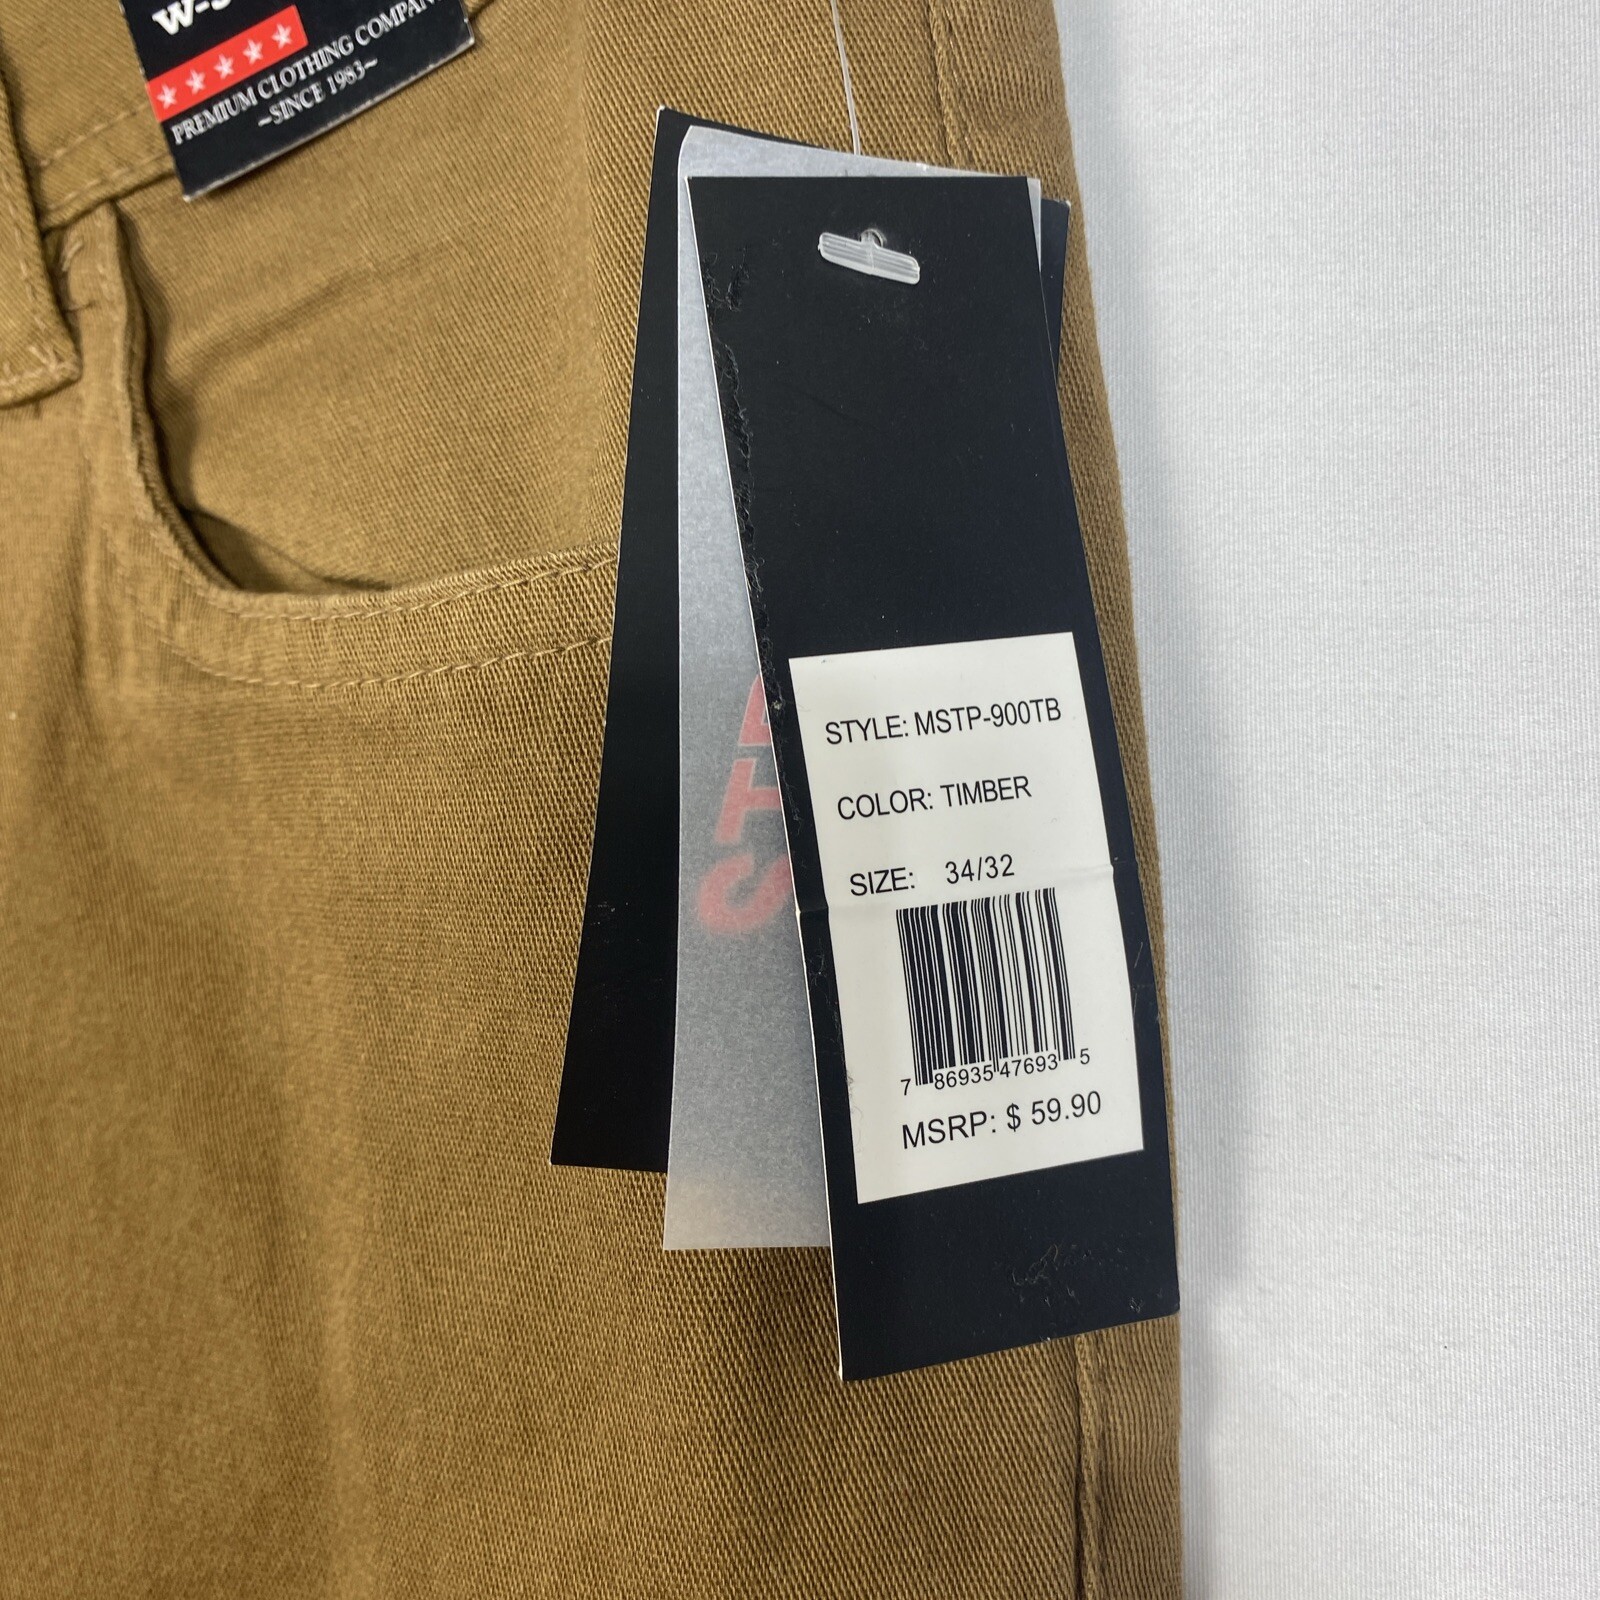 PREMIUM CLOTHING COMPANY
~SINCE 1983~
STYLE: MSTP-900TB
COLOR: TIMBER
SIZE: 34/32
7 86935 47693 5
MSRP: $ 59.90